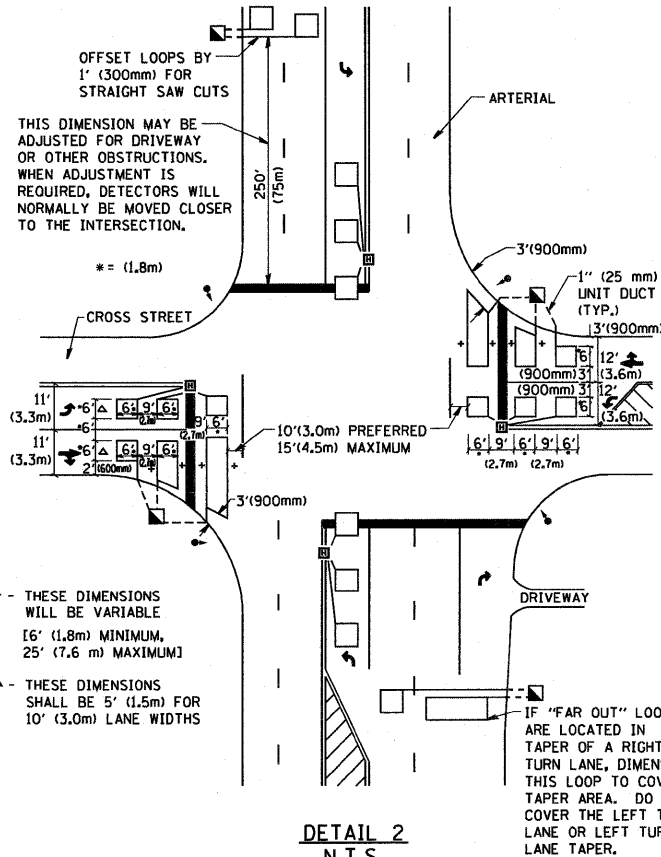 OFFSET LOOPS BY
1' (300mm) FOR
STRAIGHT SAW CUTS
THIS DIMENSION MAY BE
ADJUSTED FOR DRIVEWAY
OR OTHER OBSTRUCTIONS.
WHEN ADJUSTMENT IS
REQUIRED, DETECTORS WILL
NORMALLY BE MOVED CLOSER
TO THE INTERSECTION.
* = (1.8m)
250'
(75m)
ARTERIAL
3'(900mm)
1" (25 mm)
UNIT DUCT
(TYP.)
CROSS STREET
3'(900mm)
6' 12'
(900mm) 3' (3.6m)
(900mm) 3' 12'
6' (3.6m)
11'
(3.3m)
*6' 6' 9' 6'
(2.7m)
*6'
9' 6'
(2.7m)
11'
(3.3m)
*6' 6' 9' 6'
(2.7m)
2' (600mm)
10'(3.0m) PREFERRED
15'(4.5m) MAXIMUM
6' 9' 6' 9' 6'
(2.7m) (2.7m)
3'(900mm)
- THESE DIMENSIONS
WILL BE VARIABLE
[6' (1.8m) MINIMUM,
25' (7.6 m) MAXIMUM]
- THESE DIMENSIONS
SHALL BE 5' (1.5m) FOR
10' (3.0m) LANE WIDTHS
DRIVEWAY
IF "FAR OUT" LOO
ARE LOCATED IN
TAPER OF A RIGHT
TURN LANE, DIMEN
THIS LOOP TO COV
TAPER AREA. DO
COVER THE LEFT T
LANE OR LEFT TUR
LANE TAPER.
H
H
H
H
DETAIL 2
N.T.S.